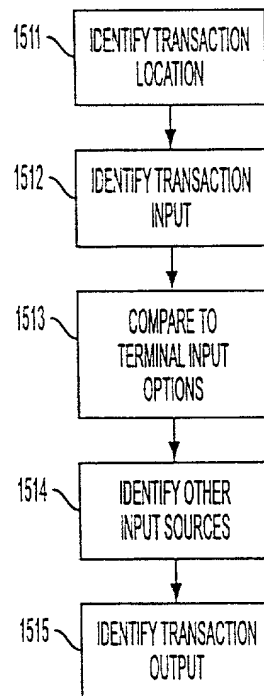 1511
IDENTIFY TRANSACTION
LOCATION
1512
IDENTIFY TRANSACTION
INPUT
1513
COMPARE TO
TERMINAL INPUT
OPTIONS
1514
IDENTIFY OTHER
INPUT SOURCES
1515
IDENTIFY TRANSACTION
OUTPUT